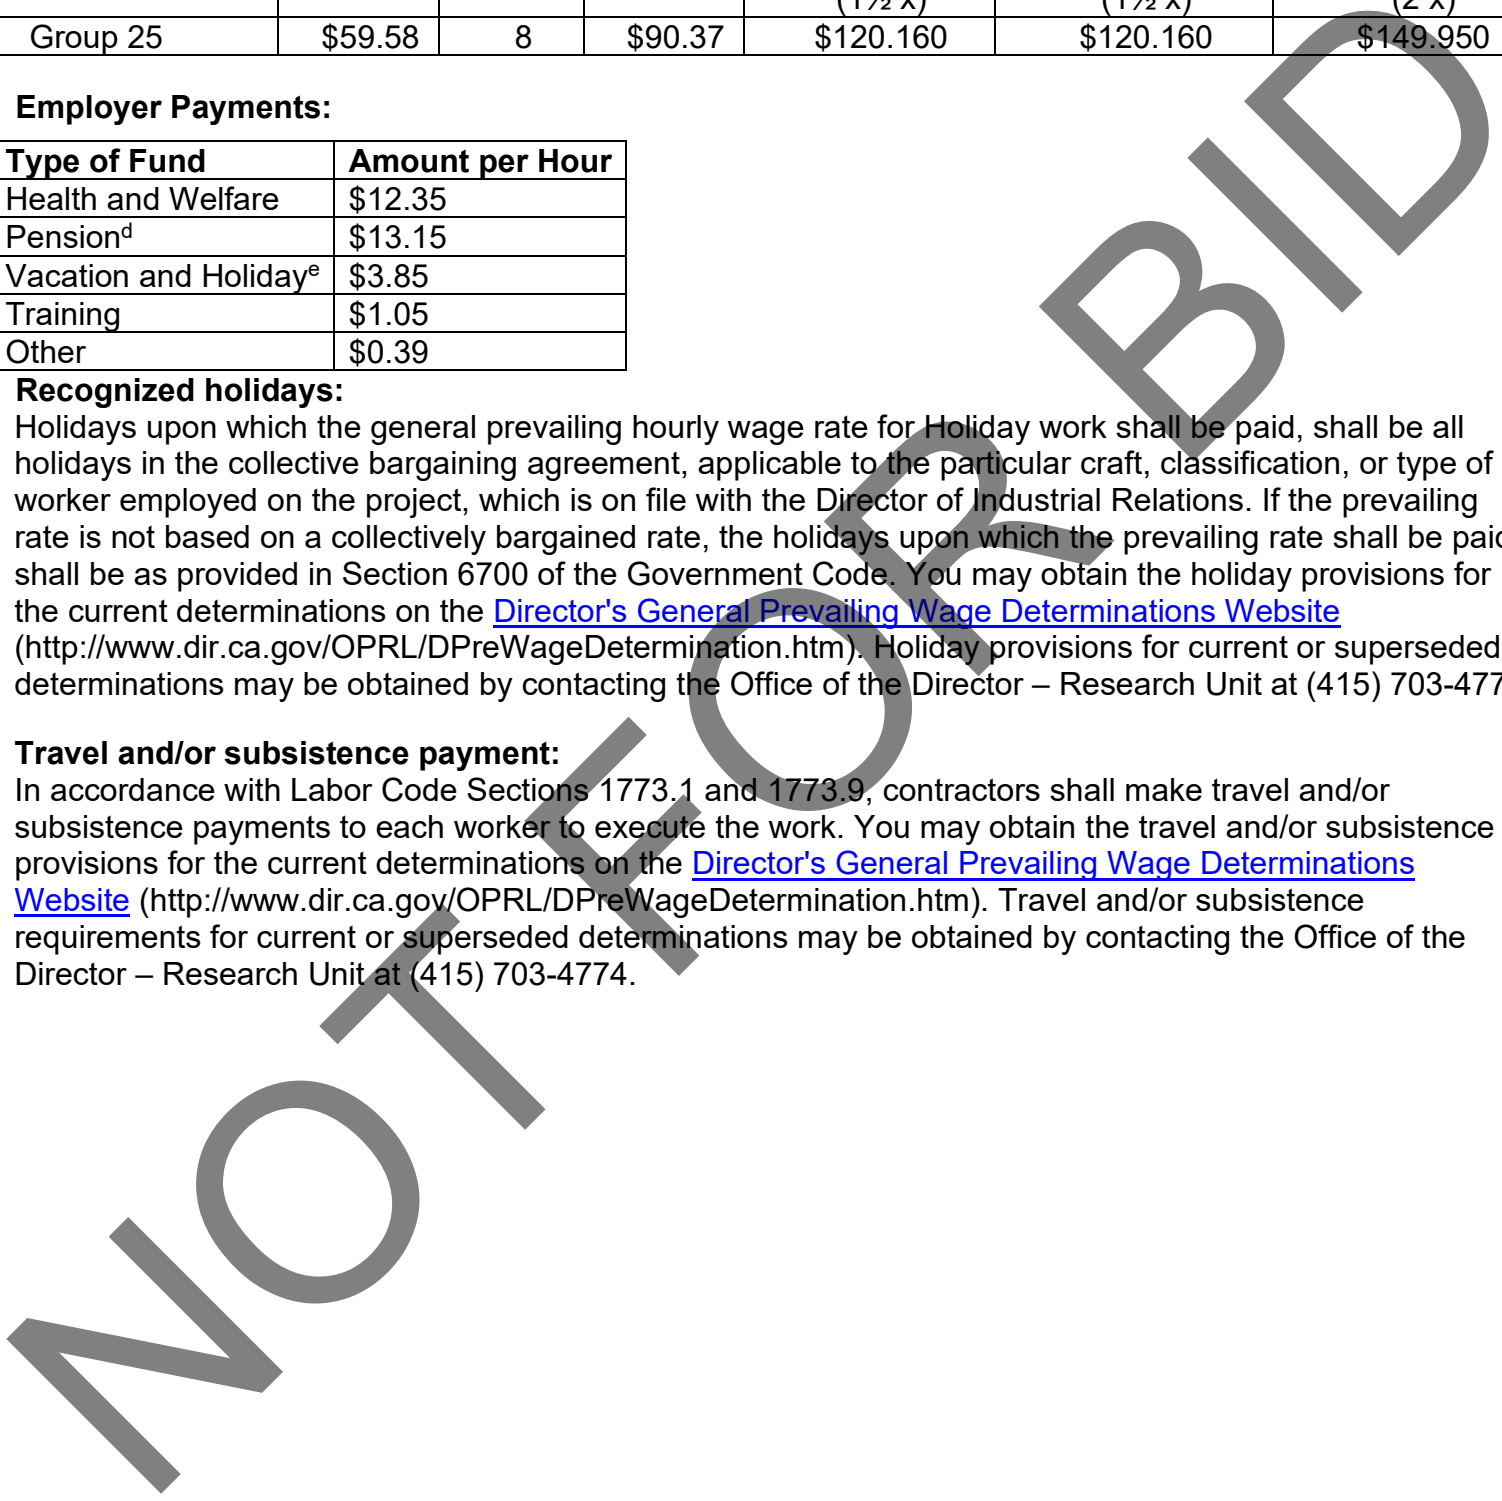 (1½ x) (1½ x) (2 x)
Group 25 $59.58 8 $90.37 $120.160 $120.160 $149.950
Employer Payments:
Type of Fund Amount per Hour
Health and Welfare $12.35
Pensionᵈ $13.15
Vacation and Holidayᵉ $3.85
Training $1.05
Other $0.39
Recognized holidays:
Holidays upon which the general prevailing hourly wage rate for Holiday work shall be paid, shall be all
holidays in the collective bargaining agreement, applicable to the particular craft, classification, or type of
worker employed on the project, which is on file with the Director of Industrial Relations. If the prevailing
rate is not based on a collectively bargained rate, the holidays upon which the prevailing rate shall be paid
shall be as provided in Section 6700 of the Government Code. You may obtain the holiday provisions for
the current determinations on the Director's General Prevailing Wage Determinations Website
(http://www.dir.ca.gov/OPRL/DPreWageDetermination.htm). Holiday provisions for current or superseded
determinations may be obtained by contacting the Office of the Director – Research Unit at (415) 703-477
Travel and/or subsistence payment:
In accordance with Labor Code Sections 1773.1 and 1773.9, contractors shall make travel and/or
subsistence payments to each worker to execute the work. You may obtain the travel and/or subsistence
provisions for the current determinations on the Director's General Prevailing Wage Determinations
Website (http://www.dir.ca.gov/OPRL/DPreWageDetermination.htm). Travel and/or subsistence
requirements for current or superseded determinations may be obtained by contacting the Office of the
Director – Research Unit at (415) 703-4774.
NOT FOR BID